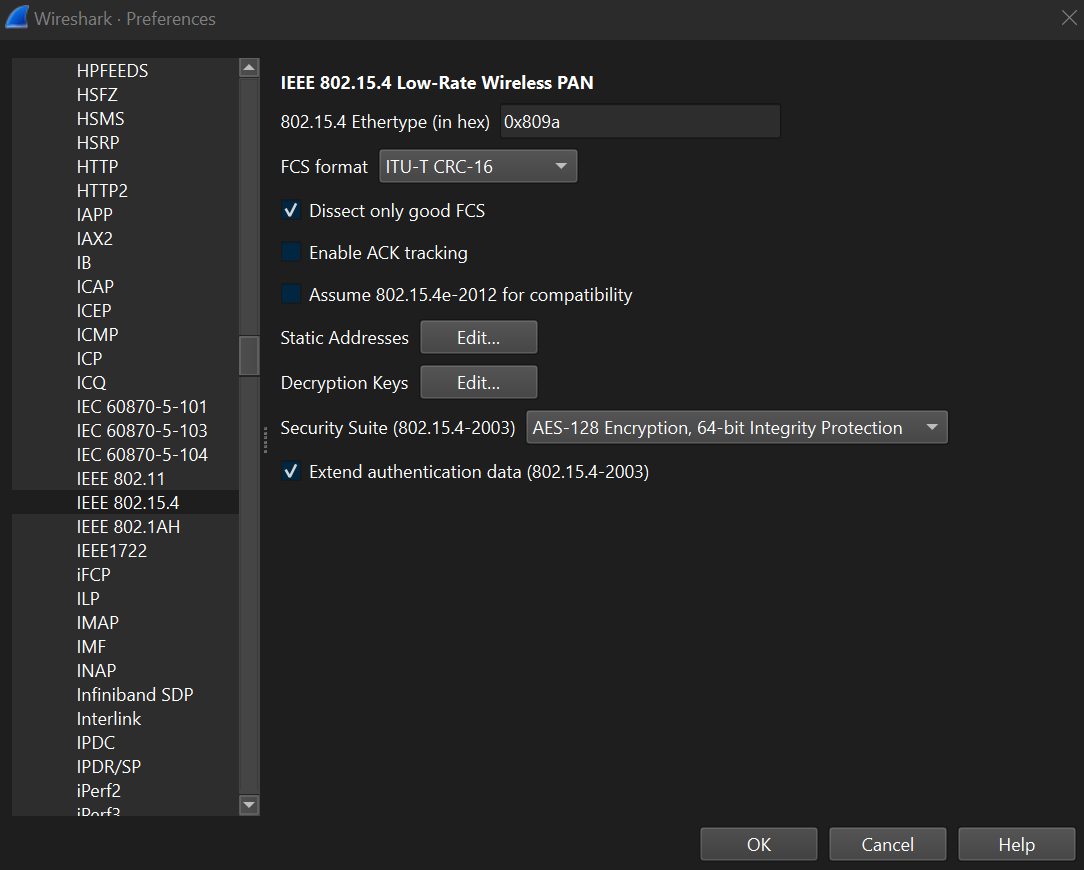 Wireshark · Preferences
HPFEEDS
HSFZ
HSMS
HSRP
HTTP
HTTP2
IAPP
IAX2
IB
ICAP
ICEP
ICMP
ICP
ICQ
IEC 60870-5-101
IEC 60870-5-103
IEC 60870-5-104
IEEE 802.11
IEEE 802.15.4
IEEE 802.1AH
IEEE1722
iFCP
ILP
IMAP
IMF
INAP
Infiniband SDP
Interlink
IPDC
IPDR/SP
iPerf2
iPerf3
IEEE 802.15.4 Low-Rate Wireless PAN
802.15.4 Ethertype (in hex) 0x809a
FCS format ITU-T CRC-16
Dissect only good FCS
Enable ACK tracking
Assume 802.15.4e-2012 for compatibility
Static Addresses Edit...
Decryption Keys Edit...
Security Suite (802.15.4-2003) AES-128 Encryption, 64-bit Integrity Protection
Extend authentication data (802.15.4-2003)
OK Cancel Help